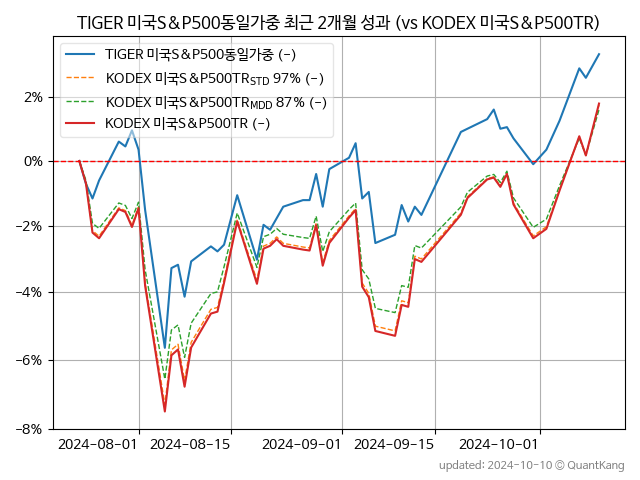 TIGER 미국S&P500동일가중 최근 2개월 성과 (vs KODEX 미국S&P500TR)
TIGER 미국S&P500동일가중 (-)
KODEX 미국S&P500TR_STD 97% (-)
KODEX 미국S&P500TR_MDD 87% (-)
KODEX 미국S&P500TR (-)
2%
0%
−2%
−4%
−6%
−8%
2024-08-01 2024-08-15 2024-09-01 2024-09-15 2024-10-01
updated: 2024-10-10 © QuantKang